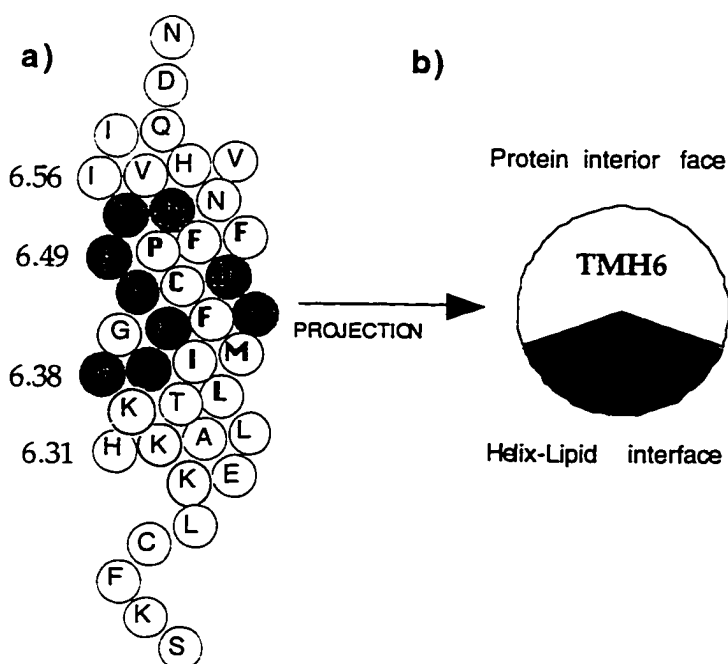 a)
b)
N
D
I Q
6.56 I V H V
N
6.49 P F F
C
G F
6.38 I M
K T L
6.31 H K A L
K E
L
C
F
K
S
PROJECTION
Protein interior face
TMH6
Helix-Lipid interface